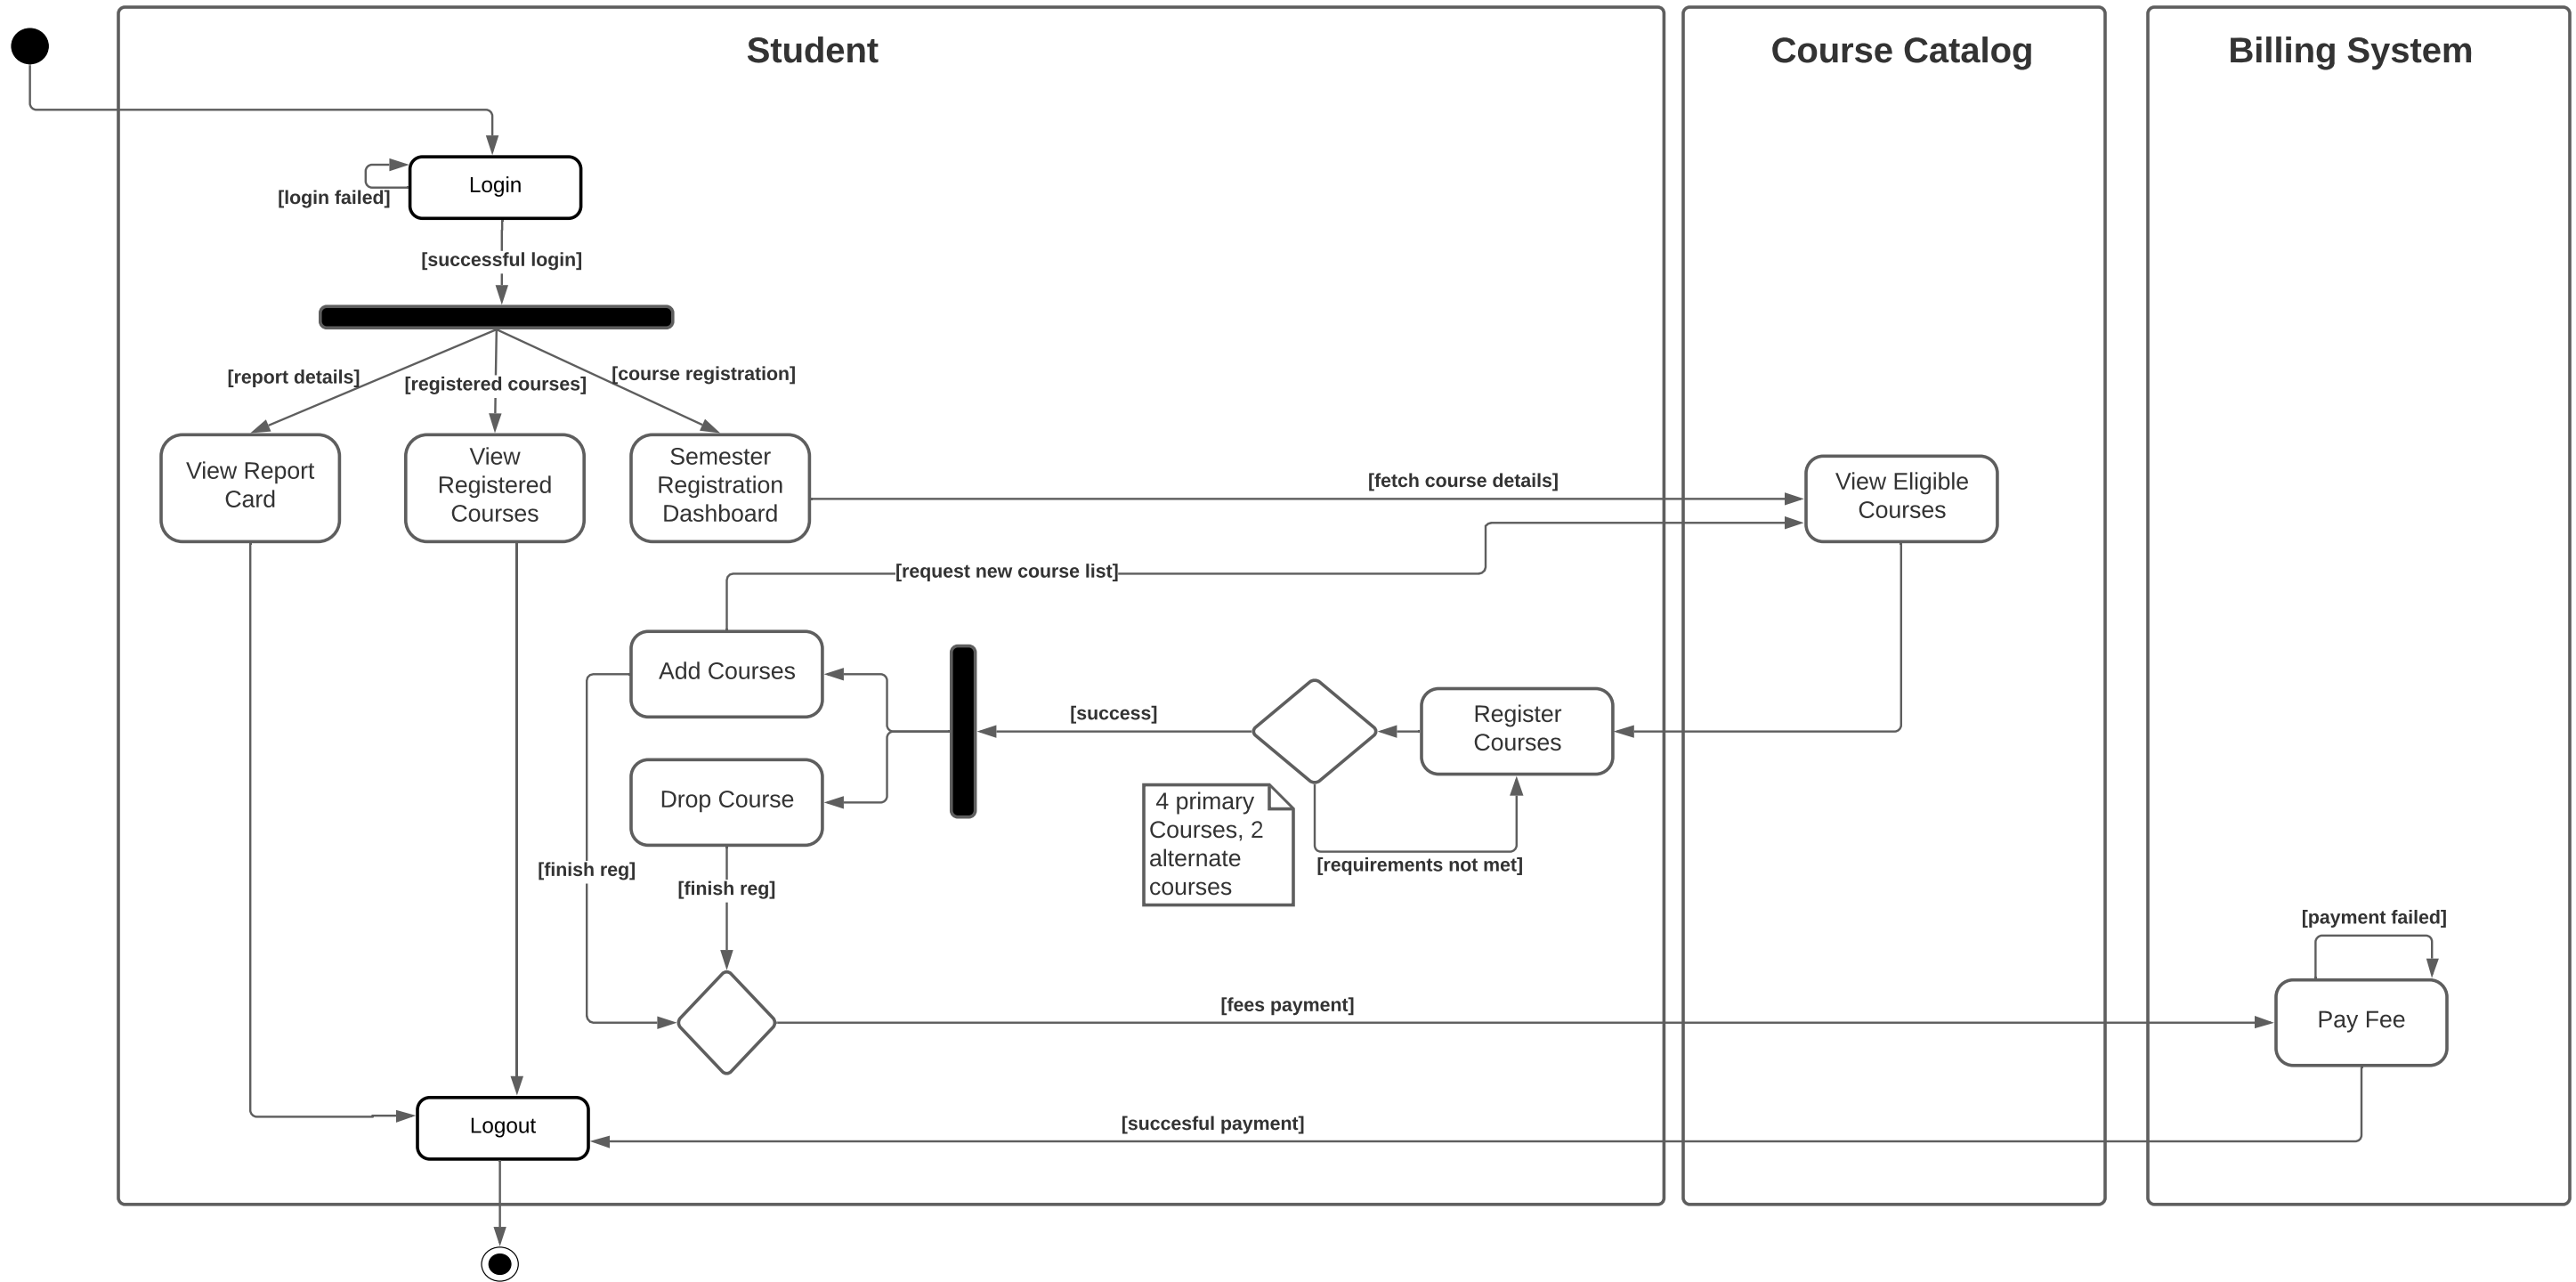 Student
Course Catalog
Billing System
Login
[login failed]
[successful login]
[report details]
[registered courses]
[course registration]
View Report
Card
View
Registered
Courses
Semester
Registration
Dashboard
[fetch course details]
View Eligible
Courses
[request new course list]
Add Courses
[success]
Register
Courses
Drop Course
4 primary
Courses, 2
alternate
courses
[requirements not met]
[finish reg]
[finish reg]
[payment failed]
[fees payment]
Pay Fee
Logout
[succesful payment]